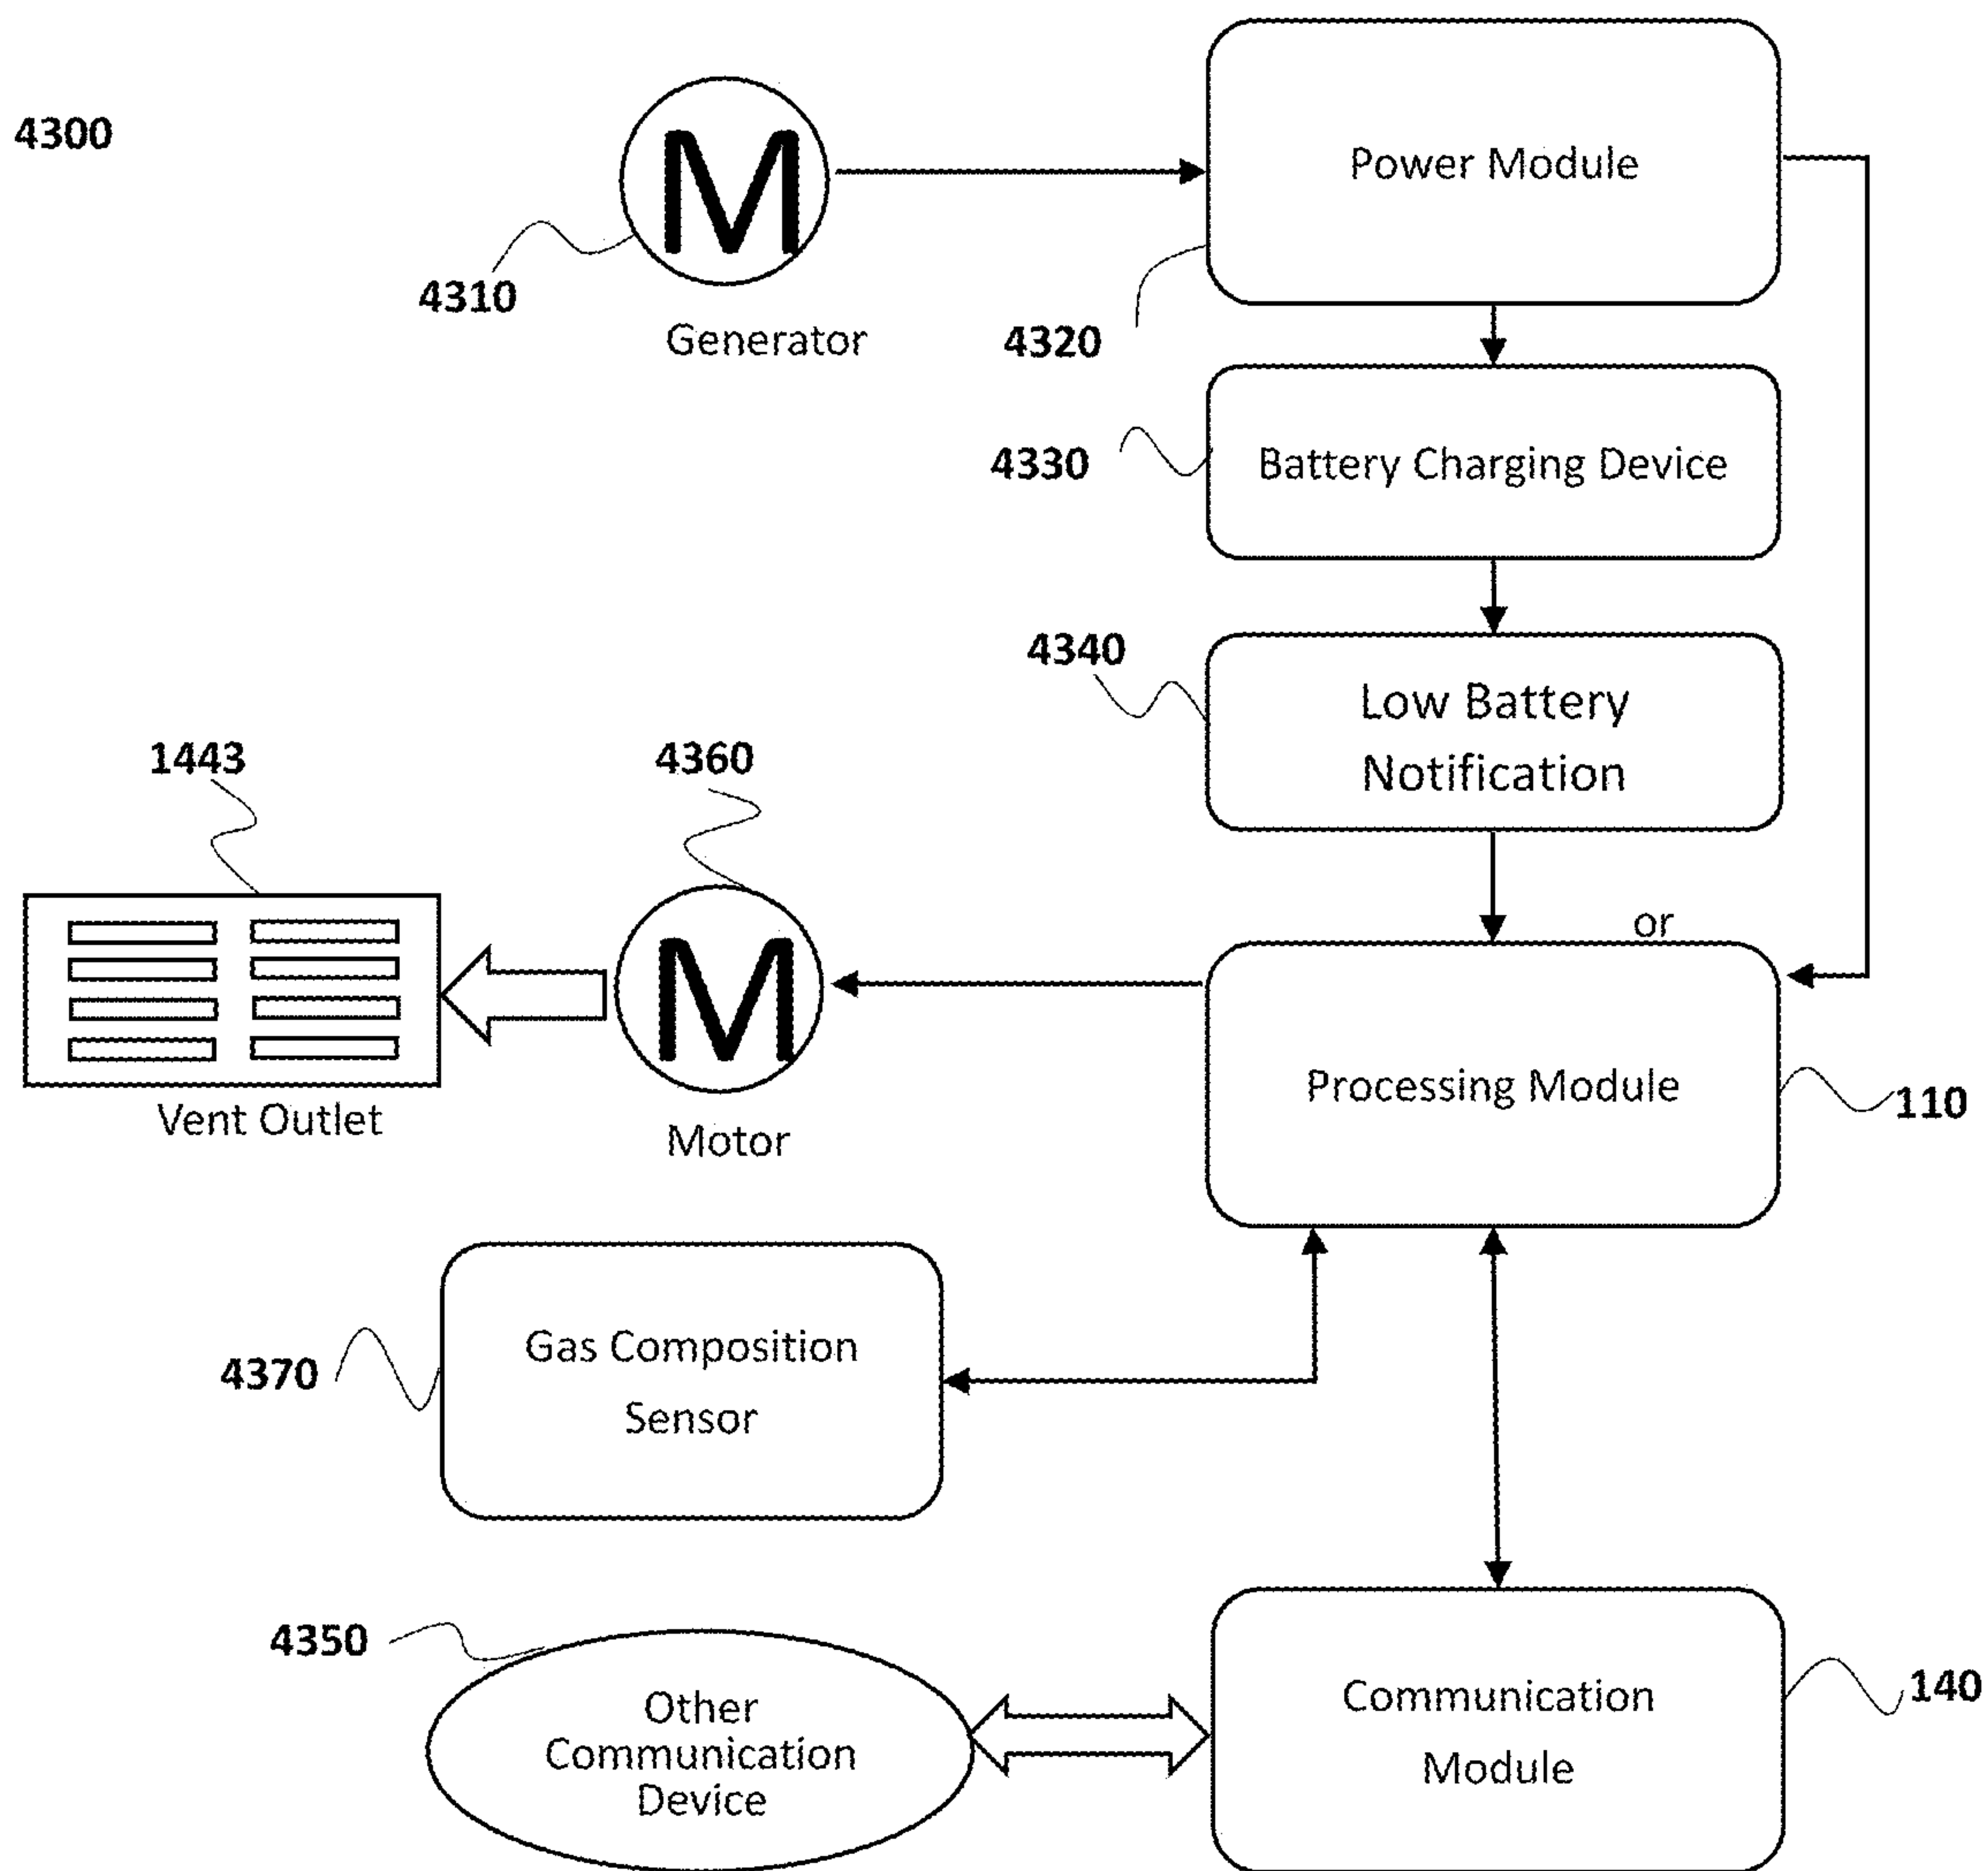 4300
M
4310
Generator
Power Module
4320
4330
Battery Charging Device
4340
Low Battery
Notification
1443
4360
or
M
Vent Outlet
Motor
Processing Module
110
Gas Composition
Sensor
4370
4350
Other
Communication
Device
Communication
Module
140